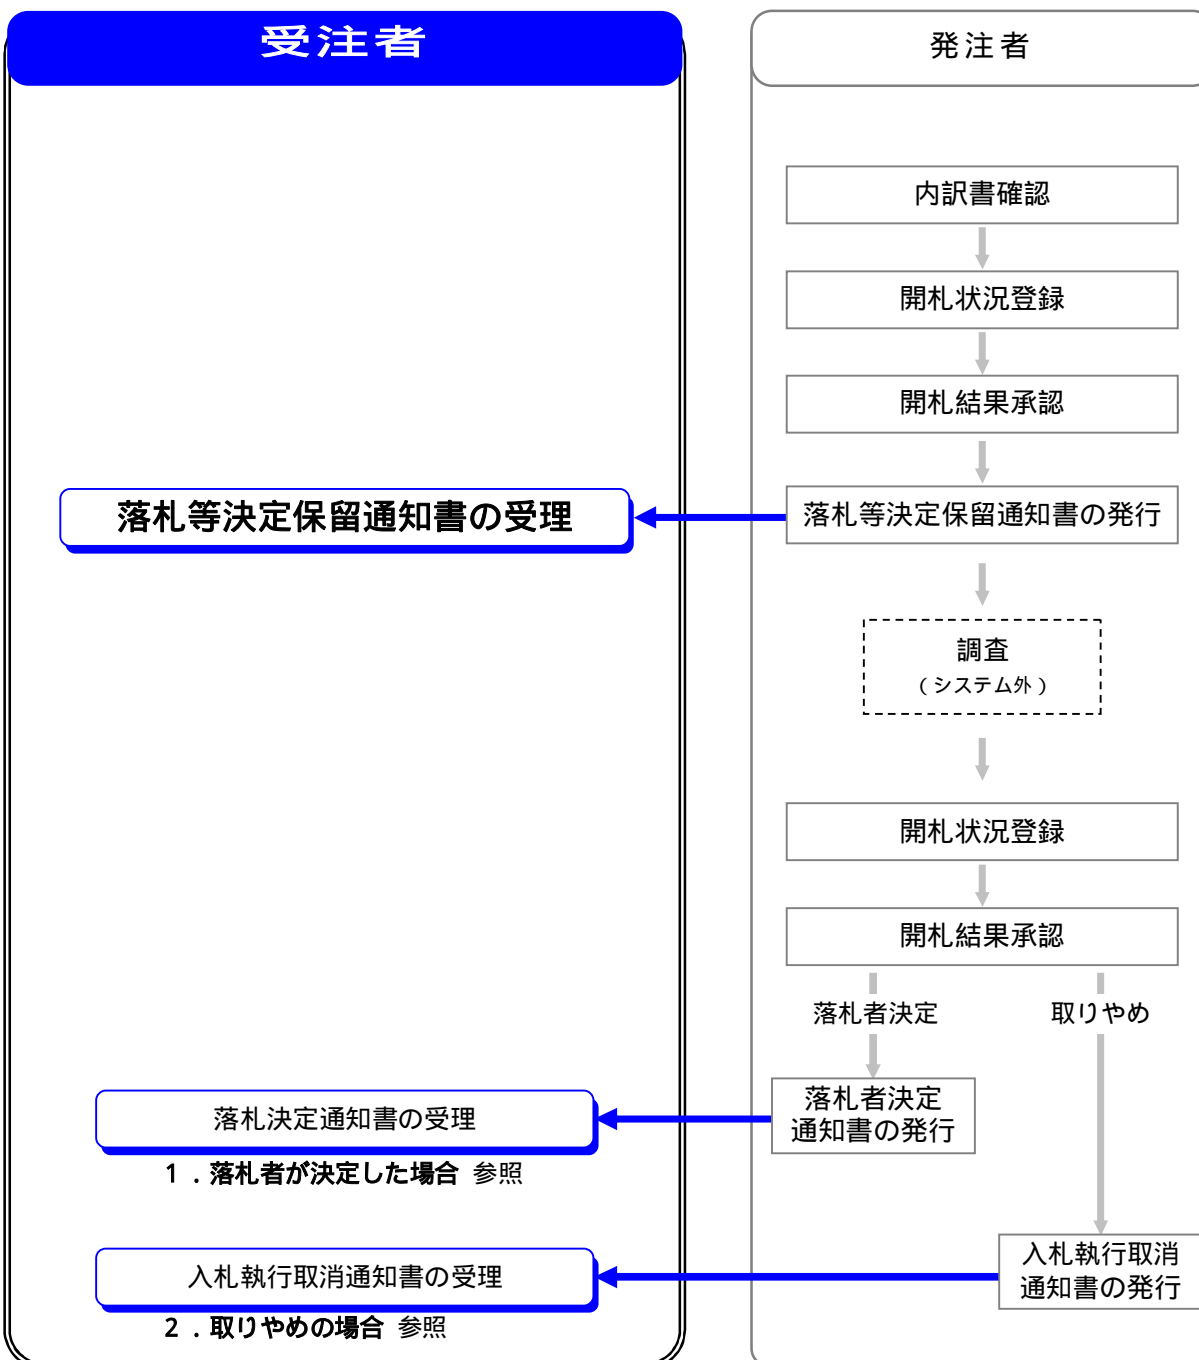 受注者
発注者
内訳書確認
開札状況登録
開札結果承認
落札等決定保留通知書の受理
落札等決定保留通知書の発行
調査
（システム外）
開札状況登録
開札結果承認
落札者決定
取りやめ
落札者決定
通知書の発行
落札決定通知書の受理
１．落札者が決定した場合 参照
入札執行取消
通知書の発行
入札執行取消通知書の受理
２．取りやめの場合 参照